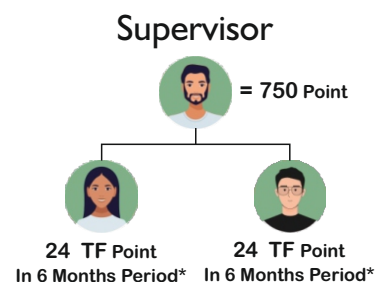 Supervisor
= 750 Point
24 TF Point
In 6 Months Period*
24 TF Point
In 6 Months Period*